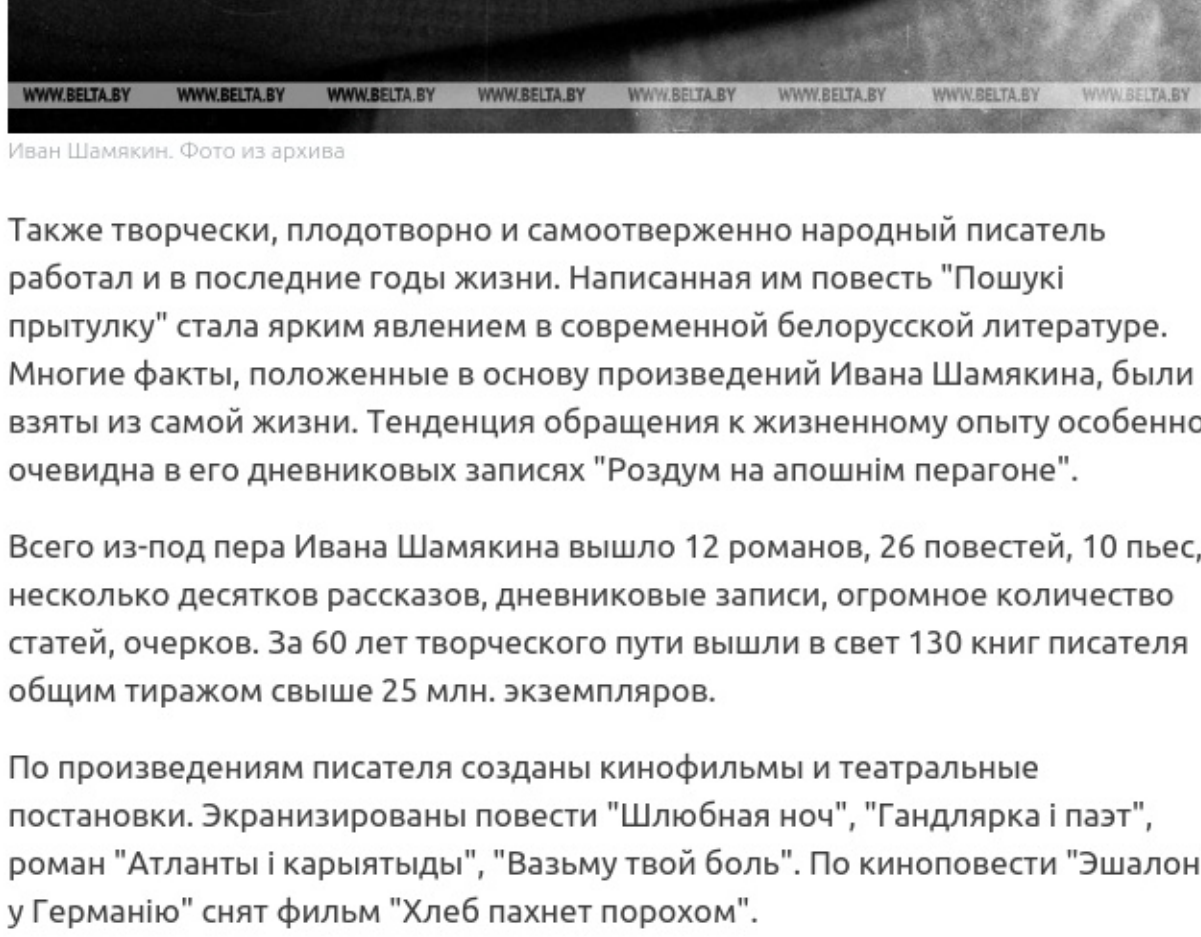 WWW.BELTA.BY WWW.BELTA.BY WWW.BELTA.BY WWW.BELTA.BY WWW.BELTA.BY WWW.BELTA.BY WWW.BELTA.BY WWW.BELTA.BY
Иван Шамякин. Фото из архива
Также творчески, плодотворно и самоотверженно народный писатель
работал и в последние годы жизни. Написанная им повесть "Пошукі
прытулку" стала ярким явлением в современной белорусской литературе.
Многие факты, положенные в основу произведений Ивана Шамякина, были
взяты из самой жизни. Тенденция обращения к жизненному опыту особенно
очевидна в его дневниковых записях "Роздум на апошнім перагоне".
Всего из-под пера Ивана Шамякина вышло 12 романов, 26 повестей, 10 пьес,
несколько десятков рассказов, дневниковые записи, огромное количество
статей, очерков. За 60 лет творческого пути вышли в свет 130 книг писателя
общим тиражом свыше 25 млн. экземпляров.
По произведениям писателя созданы кинофильмы и театральные
постановки. Экранизированы повести "Шлюбная ноч", "Гандлярка і паэт",
роман "Атланты і карыятыды", "Вазьму твой боль". По киноповести "Эшалон
у Германію" снят фильм "Хлеб пахнет порохом".